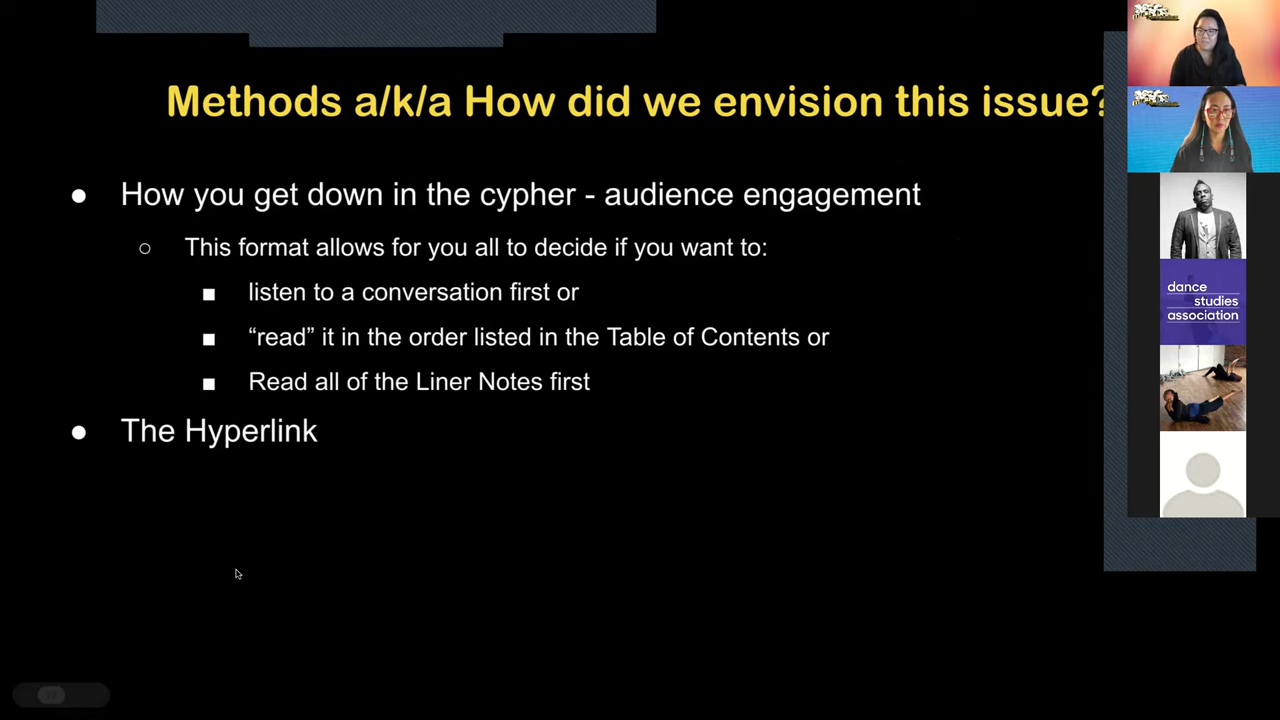 Methods a/k/a How did we envision this issue?
● How you get down in the cypher - audience engagement
○ This format allows for you all to decide if you want to:
■ listen to a conversation first or
■ “read” it in the order listed in the Table of Contents or
■ Read all of the Liner Notes first
● The Hyperlink
dance
studies
association